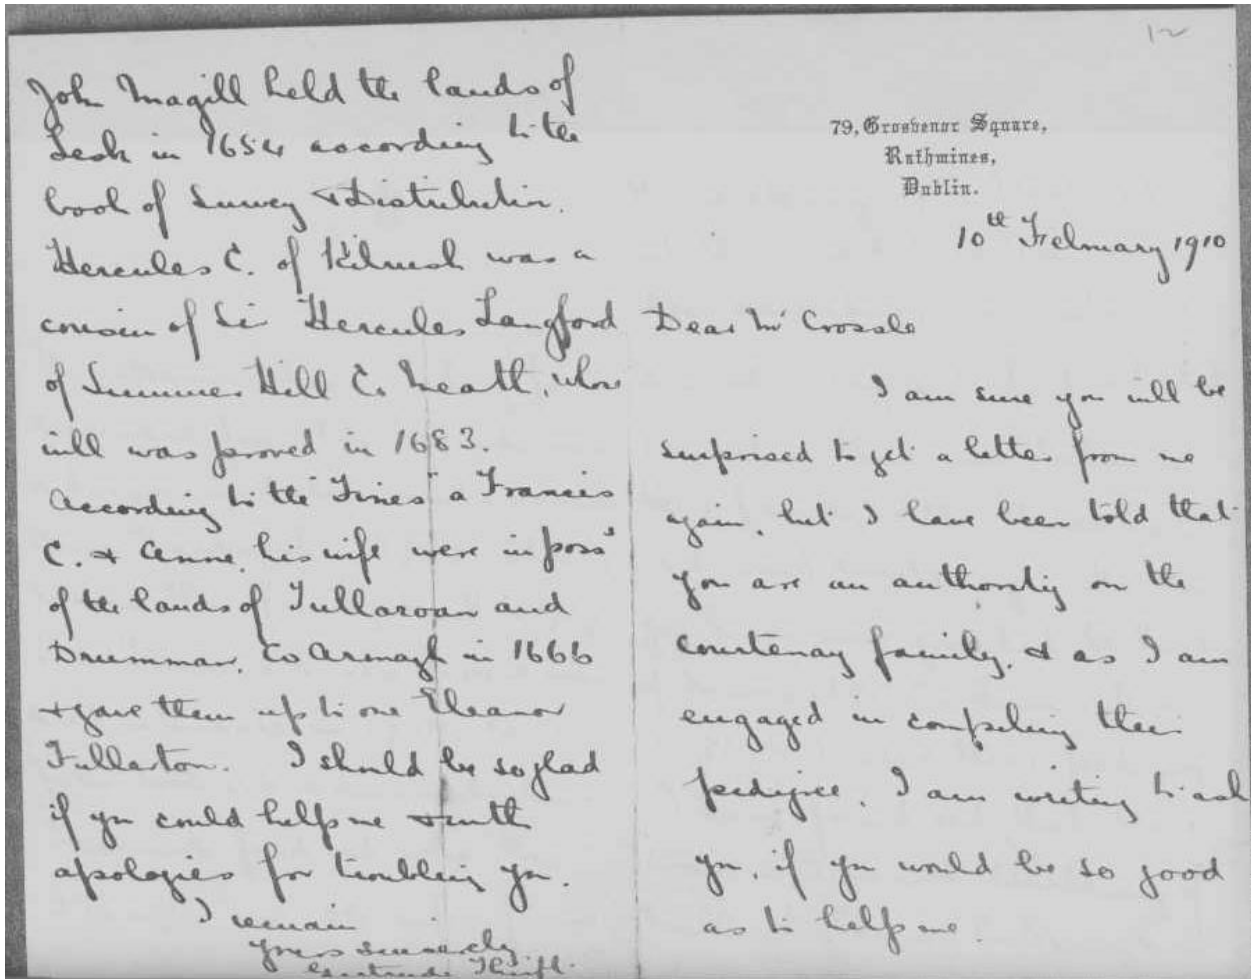 12
79, Grosvenor Square,
Rathmines,
Dublin.
10th February 1910
Dear Mr Crossle
I am sure you will be
surprised to get a letter from me
again, but I have been told that
you are an authority on the
Courtenay family, & as I am
engaged in compiling their
pedigree, I am writing to ask
you, if you would be so good
as to help me.
John Magill held the lands of
Lesk in 1654 according to the
book of Survey & Distribution.
Hercules C. of Kilrush was a
cousin of Sir Hercules Langford
of Summer Hill Co Meath, whose
will was proved in 1683.
According to the "Fines" a Francis
C. & Anne, his wife were in possn
of the lands of Tullaroan and
Drumman, Co Armagh in 1666
& gave them up to one Eleanor
Fullerton. I should be so glad
if you could help me & with
apologies for troubling you.
I remain
yours sincerely
Gertrude Thrift.